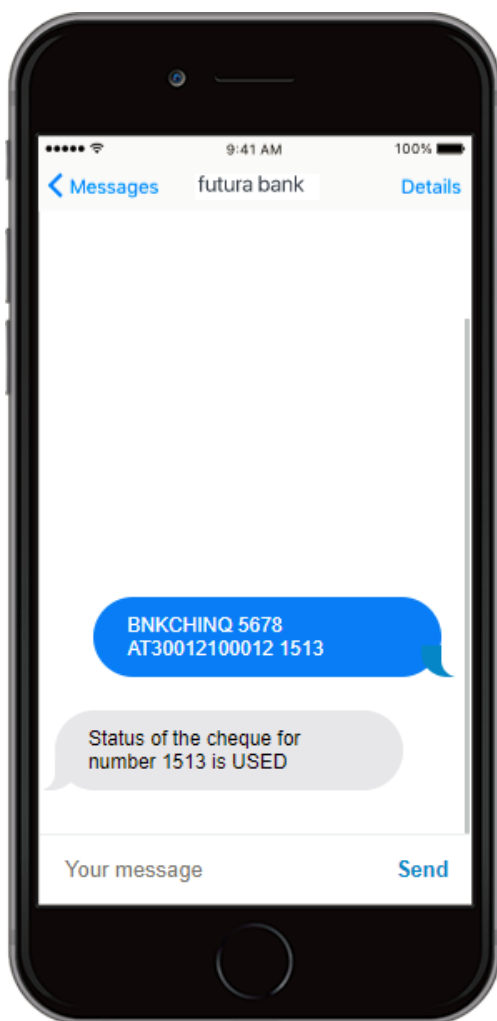 9:41 AM
100%
Messages
futura bank
Details
BNKCHINQ 5678
AT30012100012 1513
Status of the cheque for
number 1513 is USED
Your message
Send